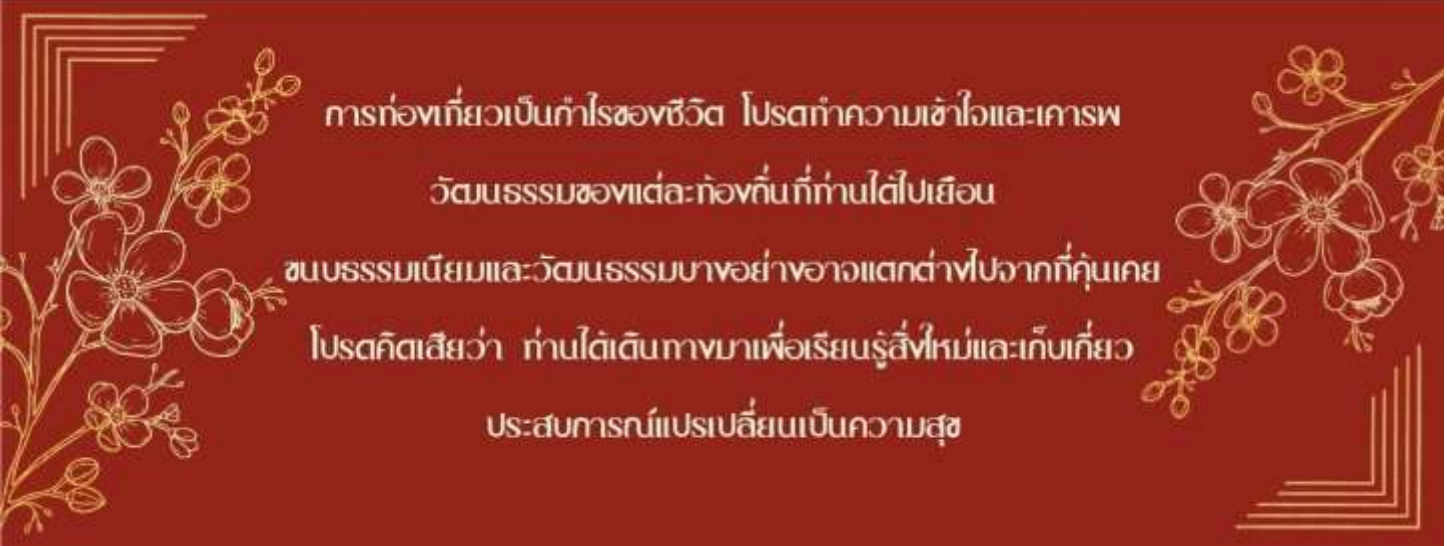 การท่องเที่ยวเป็นกำไรของชีวิต โปรดทำความเข้าใจและเคารพ
วัฒนธรรมของแต่ละท้องถิ่นที่ท่านได้ไปเยือน
ขนบธรรมเนียมและวัฒนธรรมบางอย่างอาจแตกต่างไปจากที่คุ้นเคย
โปรดคิดเสียว่า ท่านได้เดินทางมาเพื่อเรียนรู้สิ่งใหม่และเก็บเกี่ยว
ประสบการณ์แปรเปลี่ยนเป็นความสุข